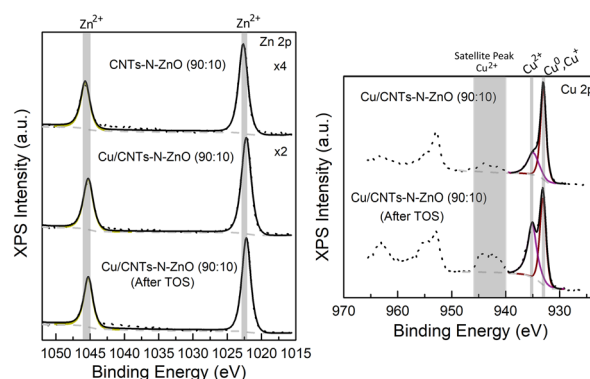 Zn2+ Zn2+
Zn 2p
CNTs-N-ZnO (90:10) x4
Cu/CNTs-N-ZnO (90:10) x2
Cu/CNTs-N-ZnO (90:10)
(After TOS)
XPS Intensity (a.u.)
1050 1045 1040 1035 1030 1025 1020 1015
Binding Energy (eV)
Satellite Peak
Cu2+
Cu2+ Cu0, Cu+
Cu 2p
Cu/CNTs-N-ZnO (90:10)
Cu/CNTs-N-ZnO (90:10)
(After TOS)
XPS Intensity (a.u.)
970 960 950 940 930
Binding Energy (eV)